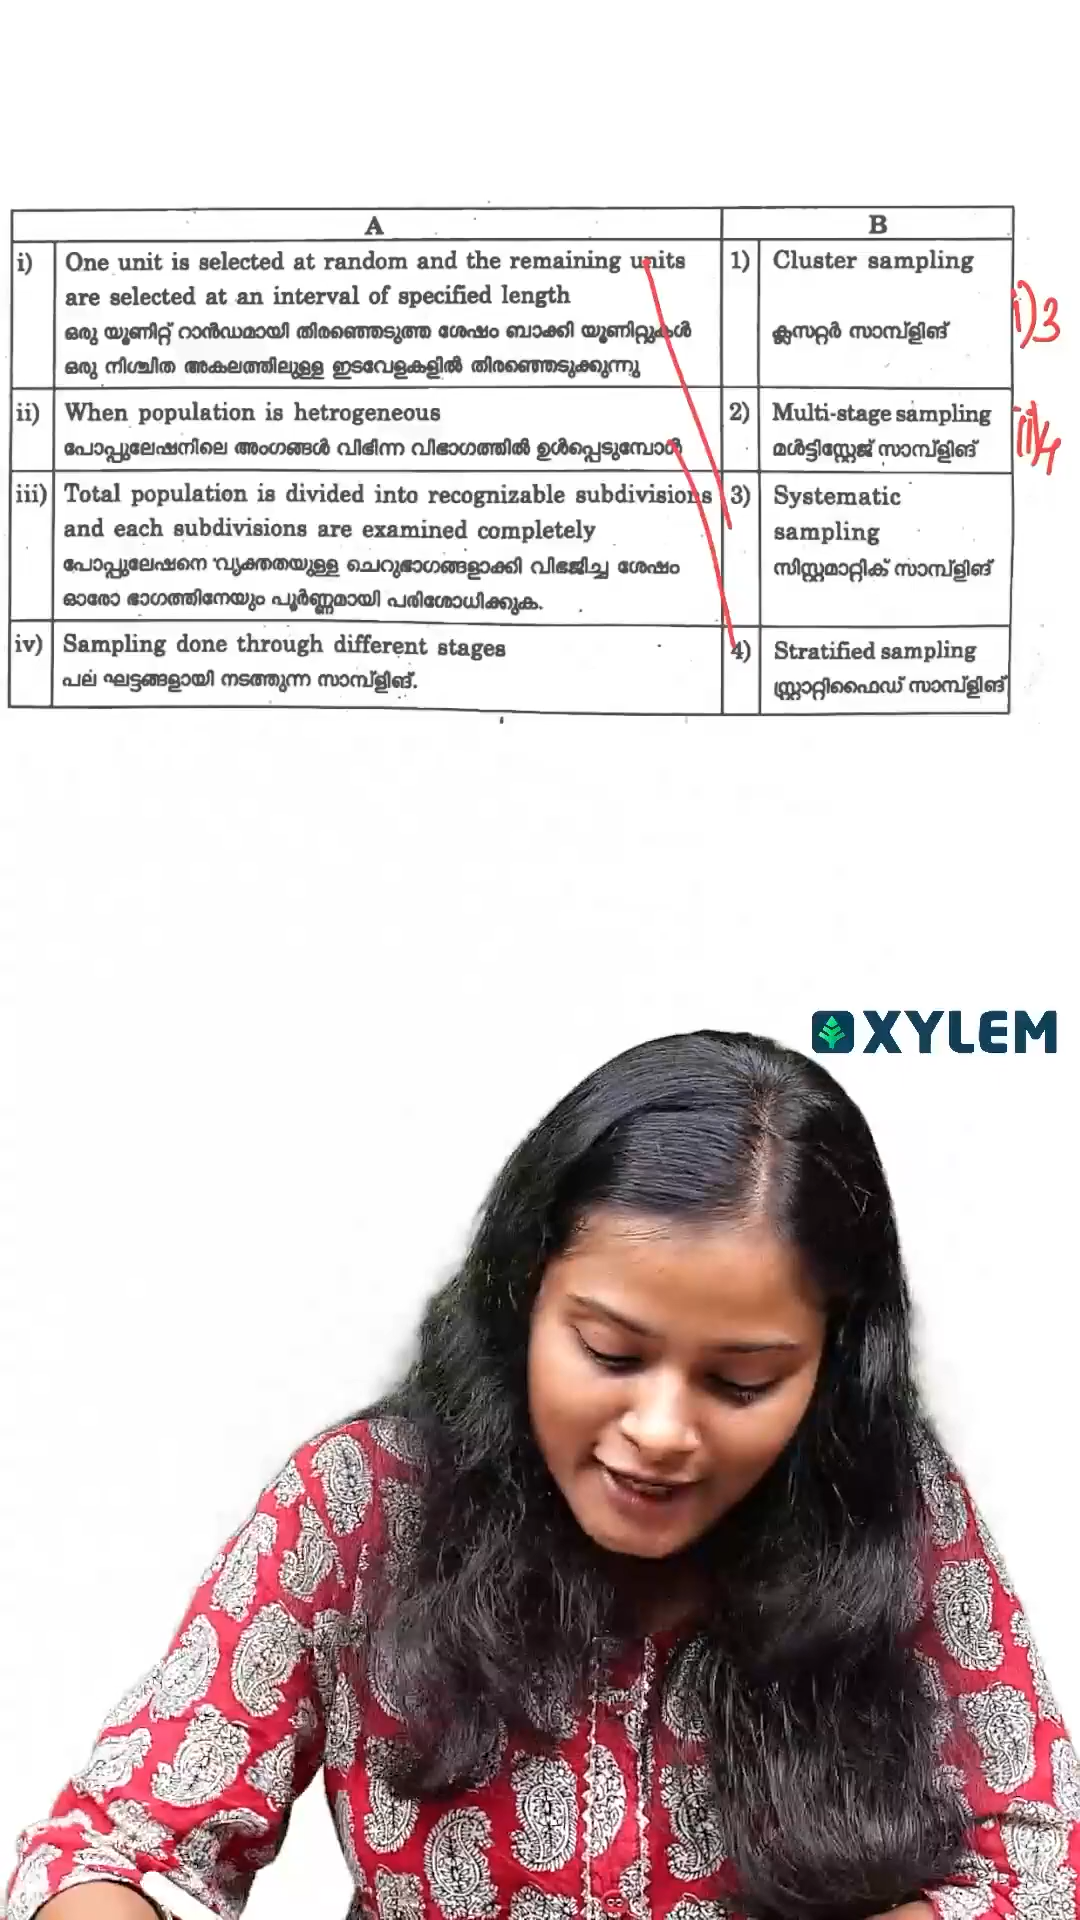 A
B
i) One unit is selected at random and the remaining units
are selected at an interval of specified length
ഒരു യൂണിറ്റ് റാൻഡമായി തിരഞ്ഞെടുത്ത ശേഷം ബാക്കി യൂണിറ്റുകൾ
ഒരു നിശ്ചിത അകലത്തിലുള്ള ഇടവേളകളിൽ തിരഞ്ഞെടുക്കുന്നു
1) Cluster sampling
ക്ലസറ്റർ സാമ്പ്ളിങ്
i) 3
ii) When population is hetrogeneous
പോപ്പുലേഷനിലെ അംഗങ്ങൾ വിഭിന്ന വിഭാഗത്തിൽ ഉൾപ്പെടുമ്പോൾ
2) Multi-stage sampling
മൾട്ടിസ്റ്റേജ് സാമ്പ്ളിങ്
ii) 4
iii) Total population is divided into recognizable subdivisions
and each subdivisions are examined completely
പോപ്പുലേഷനെ വ്യക്തതയുള്ള ചെറുഭാഗങ്ങളാക്കി വിഭജിച്ച ശേഷം
ഓരോ ഭാഗത്തിനേയും പൂർണ്ണമായി പരിശോധിക്കുക.
3) Systematic
sampling
സിസ്റ്റമാറ്റിക് സാമ്പ്ളിങ്
iv) Sampling done through different stages
പല ഘട്ടങ്ങളായി നടത്തുന്ന സാമ്പ്ളിങ്.
4) Stratified sampling
സ്ട്രാറ്റിഫൈഡ് സാമ്പ്ളിങ്
XYLEM